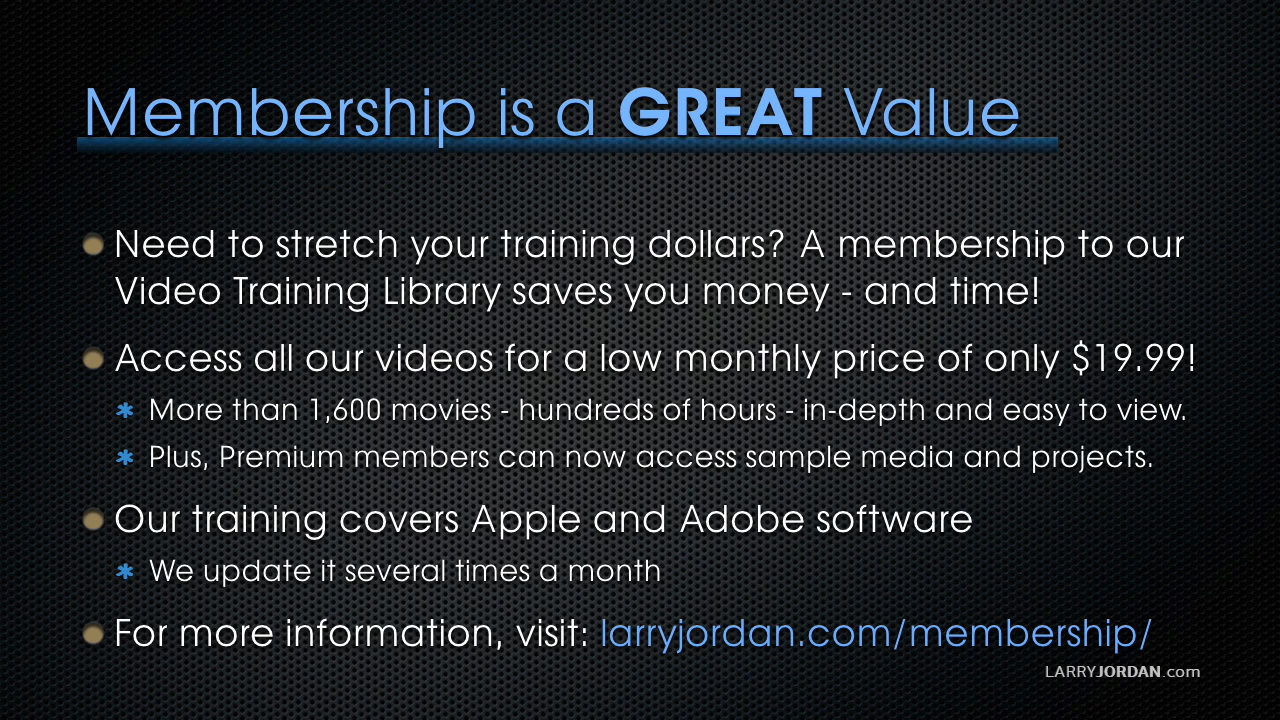 Membership is a GREAT Value
Need to stretch your training dollars? A membership to our
Video Training Library saves you money - and time!
Access all our videos for a low monthly price of only $19.99!
More than 1,600 movies - hundreds of hours - in-depth and easy to view.
Plus, Premium members can now access sample media and projects.
Our training covers Apple and Adobe software
We update it several times a month
For more information, visit: larryjordan.com/membership/
LARRYJORDAN.com